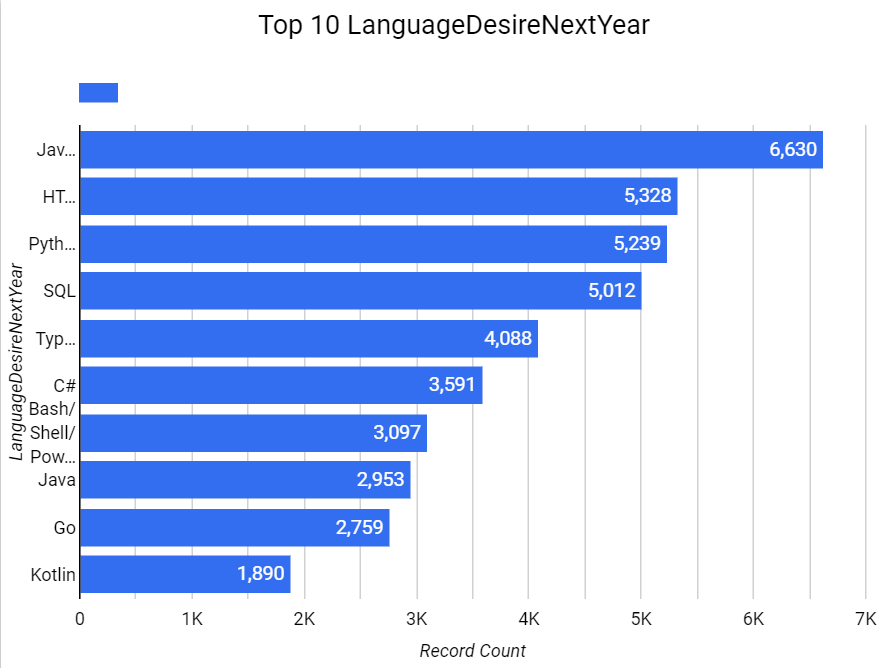 Top 10 LanguageDesireNextYear
Jav...
6,630
HT...
5,328
Pyth...
5,239
SQL
5,012
Typ...
4,088
C#
3,591
Bash/
Shell/
Pow...
3,097
Java
2,953
Go
2,759
Kotlin
1,890
LanguageDesireNextYear
0
1K
2K
3K
4K
5K
6K
7K
Record Count